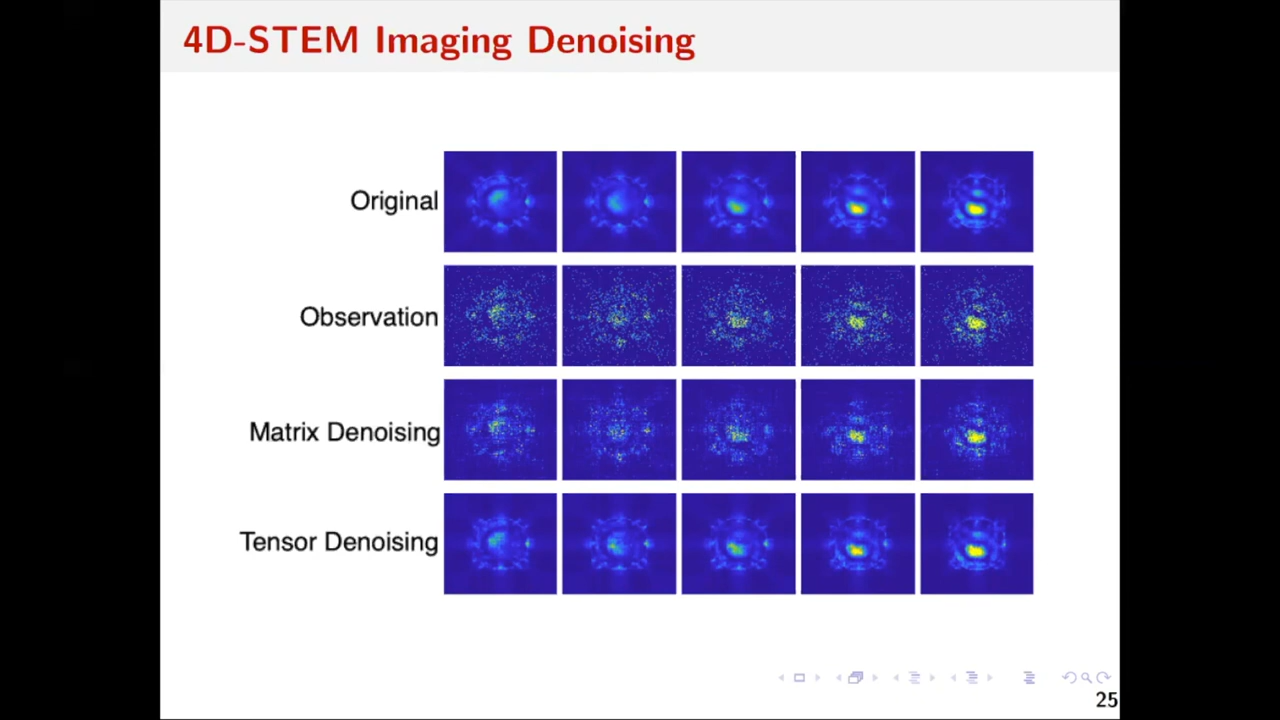 4D-STEM Imaging Denoising
Original
Observation
Matrix Denoising
Tensor Denoising
25